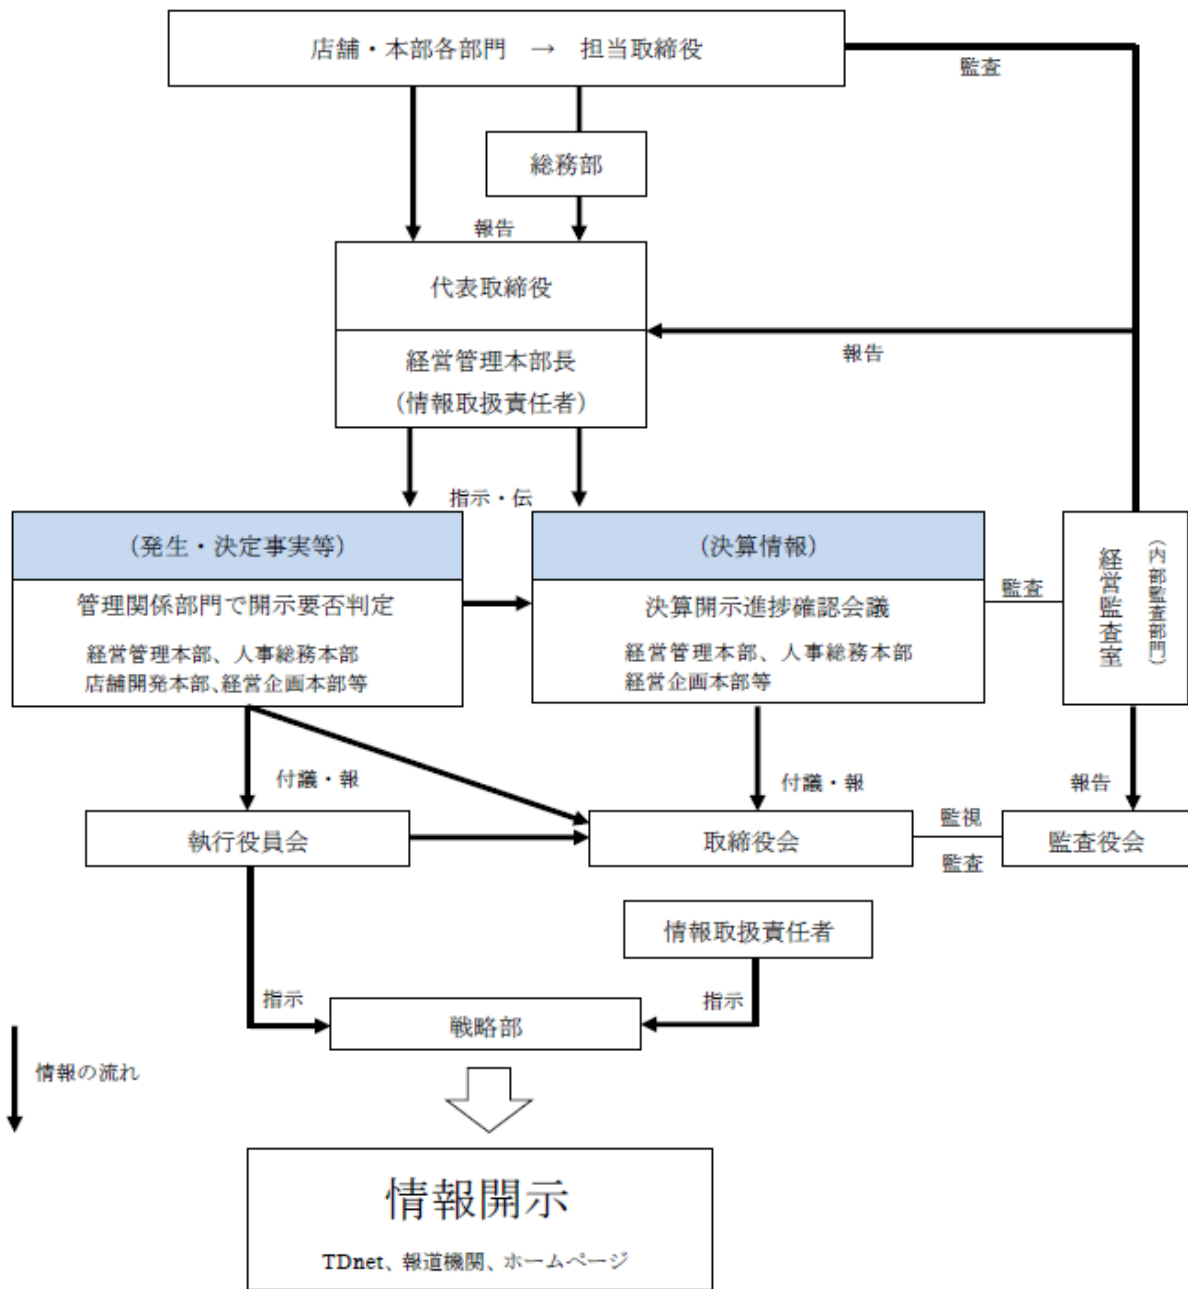 店舗・本部各部門 → 担当取締役
監査
総務部
報告
代表取締役
報告
経営管理本部長
(情報取扱責任者)
指示・伝
(発生・決定事実等)
(決算情報)
管理関係部門で開示要否判定
経営管理本部、人事総務本部
店舗開発本部、経営企画本部等
決算開示進捗確認会議
経営管理本部、人事総務本部
経営企画本部等
監査
経営監査室
(内部監査部門)
付議・報
付議・報
報告
執行役員会
取締役会
監視
監査
監査役会
情報取扱責任者
指示
指示
戦略部
情報の流れ
情報開示
TDnet、報道機関、ホームページ